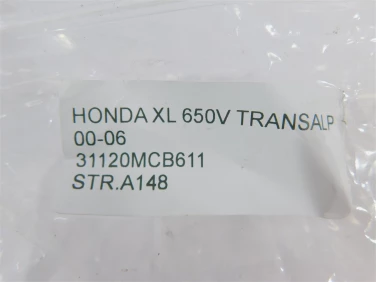 HONDA XL 650V TRANSALP
00-06
31120MCB611
STR.A148